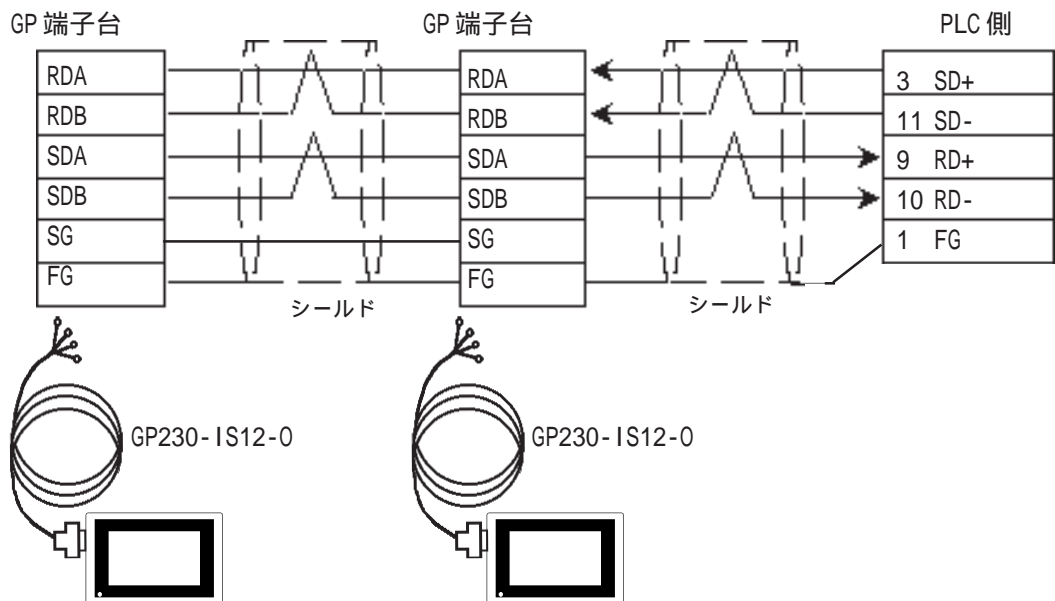 GP 端子台
GP 端子台
PLC 側
RDA
RDB
SDA
SDB
SG
FG
RDA
RDB
SDA
SDB
SG
FG
3 SD+
11 SD-
9 RD+
10 RD-
1 FG
シールド
シールド
GP230-IS12-O
GP230-IS12-O